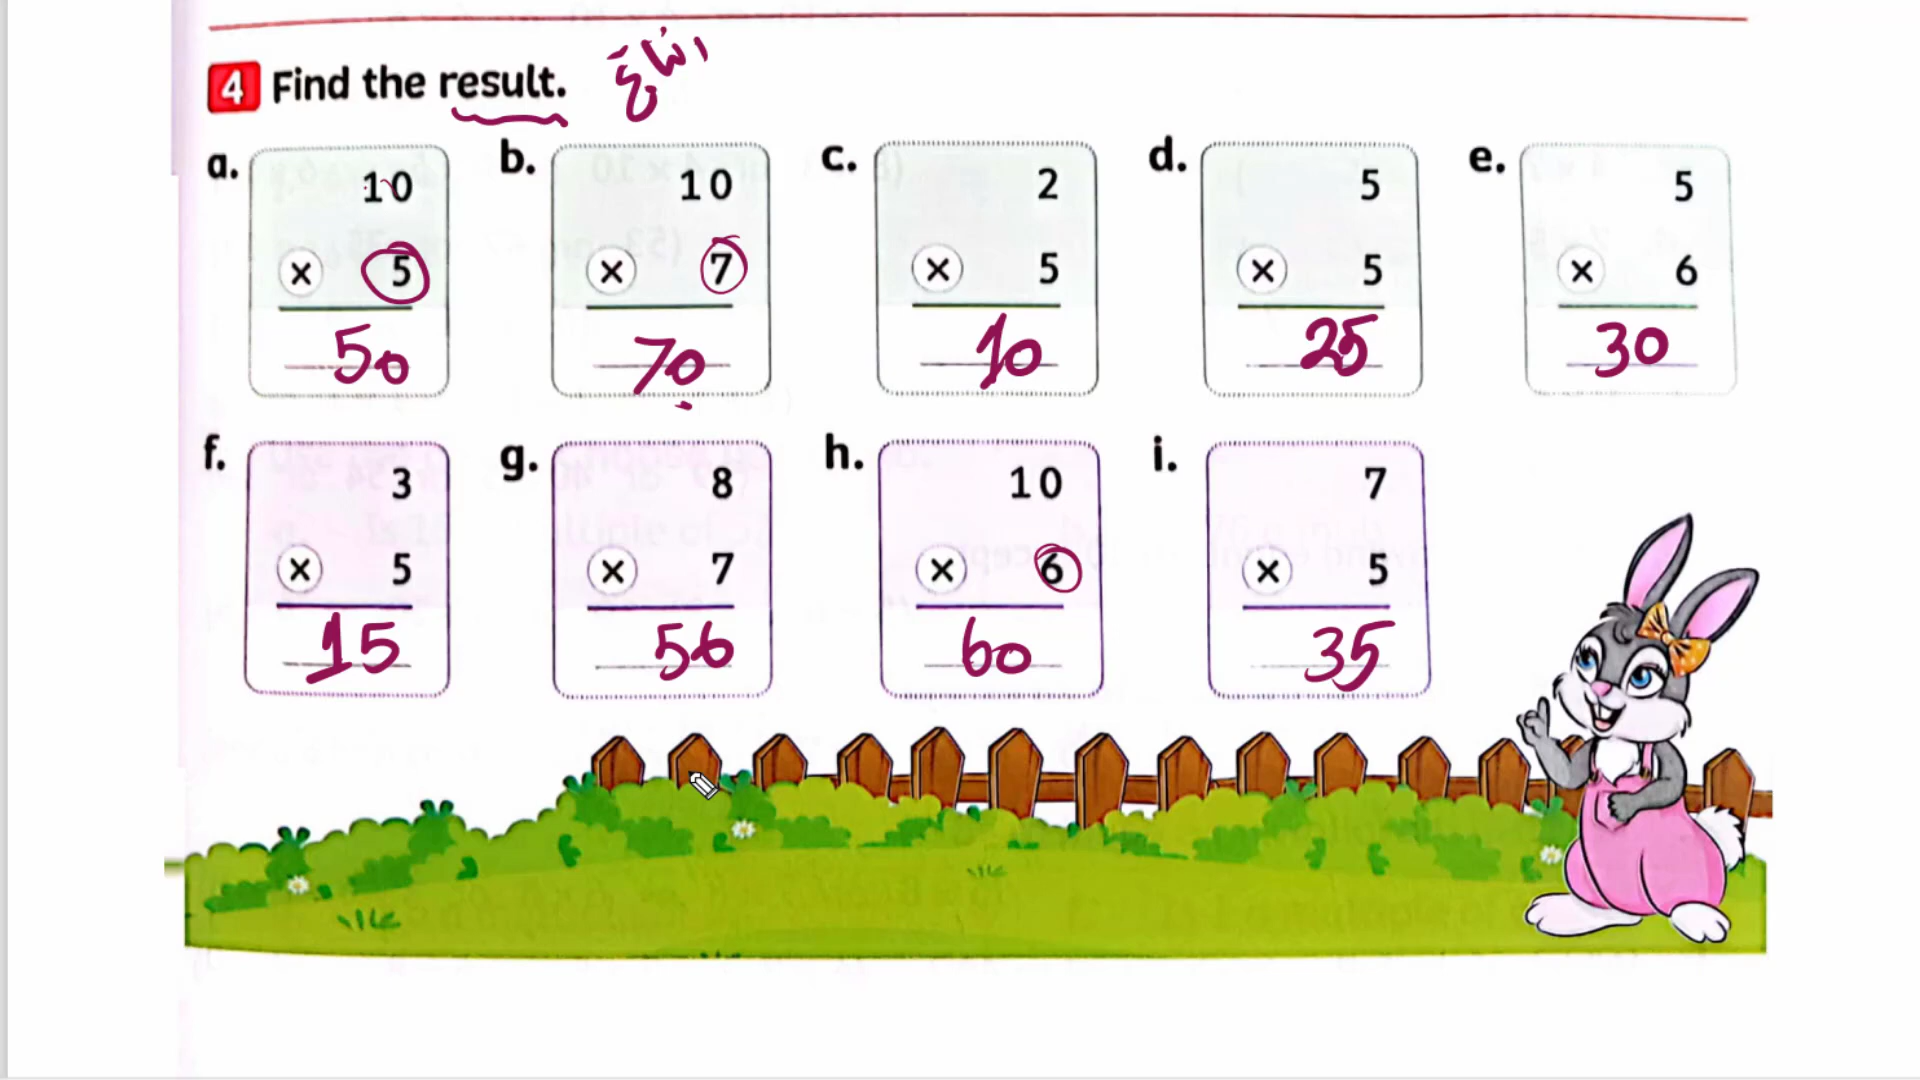 4 Find the result.
a. b. c. d. e.
10 10 2 5 5
× 5 × 7 × 5 × 5 × 6
50 70 10 25 30
f. g. h. i.
3 8 10 7
× 5 × 7 × 6 × 5
15 56 60 35